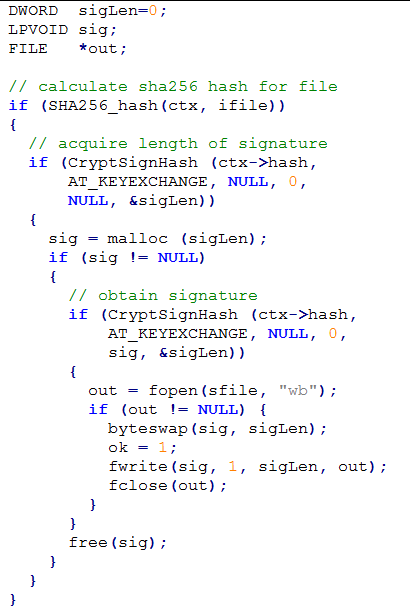 DWORD  sigLen=0;
LPVOID sig;
FILE   *out;

// calculate sha256 hash for file
if (SHA256_hash(ctx, ifile))
{
  // acquire length of signature
  if (CryptSignHash (ctx->hash,
      AT_KEYEXCHANGE, NULL, 0,
      NULL, &sigLen))
  {
    sig = malloc (sigLen);
    if (sig != NULL)
    {
      // obtain signature
      if (CryptSignHash (ctx->hash,
          AT_KEYEXCHANGE, NULL, 0,
          sig, &sigLen))
      {
        out = fopen(sfile, "wb");
        if (out != NULL) {
          byteswap(sig, sigLen);
          ok = 1;
          fwrite(sig, 1, sigLen, out);
          fclose(out);
        }
      }
      free(sig);
    }
  }
}